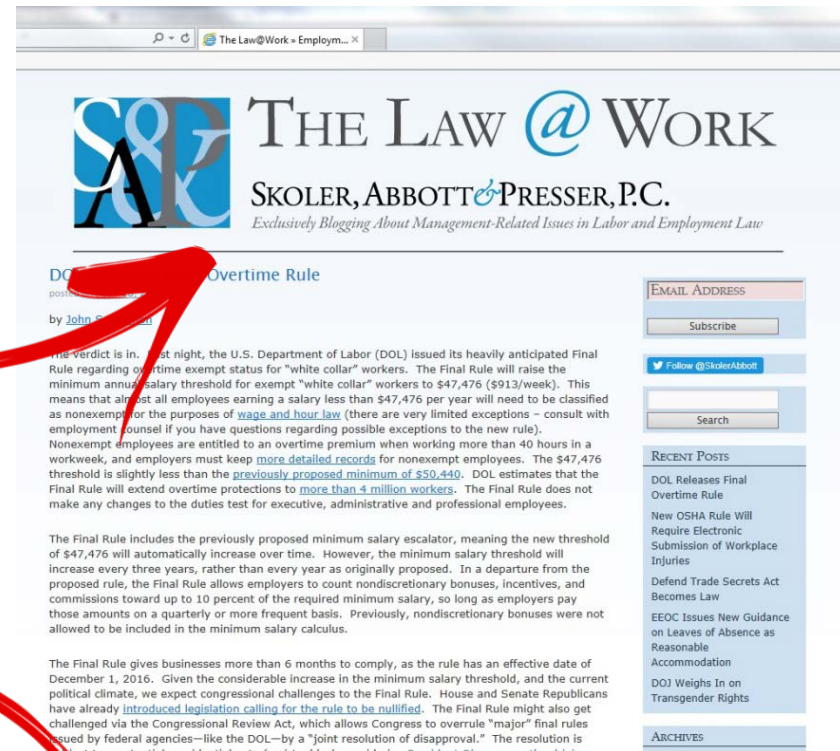 The Law@Work » Employm... ×
S&AP
THE LAW @ WORK
SKOLER, ABBOTT & PRESSER, P.C.
Exclusively Blogging About Management-Related Issues in Labor and Employment Law
DO Overtime Rule
poste
by John S on
The verdict is in. Last night, the U.S. Department of Labor (DOL) issued its heavily anticipated Final
Rule regarding overtime exempt status for "white collar" workers. The Final Rule will raise the
minimum annual salary threshold for exempt "white collar" workers to $47,476 ($913/week). This
means that almost all employees earning a salary less than $47,476 per year will need to be classified
as nonexempt for the purposes of wage and hour law (there are very limited exceptions – consult with
employment counsel if you have questions regarding possible exceptions to the new rule).
Nonexempt employees are entitled to an overtime premium when working more than 40 hours in a
workweek, and employers must keep more detailed records for nonexempt employees. The $47,476
threshold is slightly less than the previously proposed minimum of $50,440. DOL estimates that the
Final Rule will extend overtime protections to more than 4 million workers. The Final Rule does not
make any changes to the duties test for executive, administrative and professional employees.
The Final Rule includes the previously proposed minimum salary escalator, meaning the new threshold
of $47,476 will automatically increase over time. However, the minimum salary threshold will
increase every three years, rather than every year as originally proposed. In a departure from the
proposed rule, the Final Rule allows employers to count nondiscretionary bonuses, incentives, and
commissions toward up to 10 percent of the required minimum salary, so long as employers pay
those amounts on a quarterly or more frequent basis. Previously, nondiscretionary bonuses were not
allowed to be included in the minimum salary calculus.
The Final Rule gives businesses more than 6 months to comply, as the rule has an effective date of
December 1, 2016. Given the considerable increase in the minimum salary threshold, and the current
political climate, we expect congressional challenges to the Final Rule. House and Senate Republicans
have already introduced legislation calling for the rule to be nullified. The Final Rule might also get
challenged via the Congressional Review Act, which allows Congress to overrule "major" final rules
issued by federal agencies—like the DOL—by a "joint resolution of disapproval." The resolution is
EMAIL ADDRESS
Subscribe
Follow @SkolerAbbott
Search
RECENT POSTS
DOL Releases Final
Overtime Rule
New OSHA Rule Will
Require Electronic
Submission of Workplace
Injuries
Defend Trade Secrets Act
Becomes Law
EEOC Issues New Guidance
on Leaves of Absence as
Reasonable
Accommodation
DOJ Weighs In on
Transgender Rights
ARCHIVES